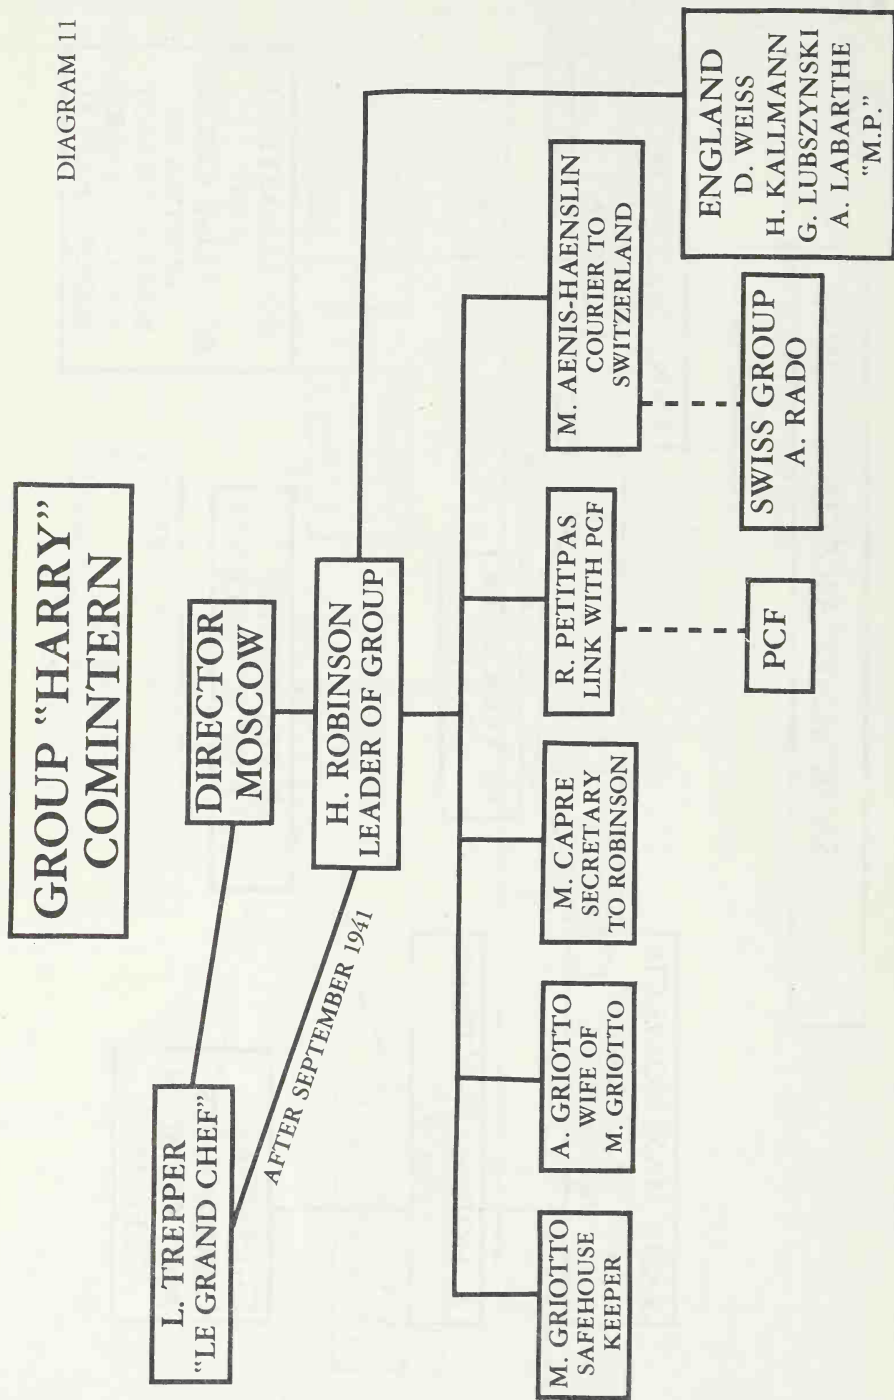 DIAGRAM 11
GROUP "HARRY"
COMINTERN
L. TREPPER
"LE GRAND CHEF"
DIRECTOR
MOSCOW
AFTER SEPTEMBER 1941
H. ROBINSON
LEADER OF GROUP
M. GRIOTTO
SAFEHOUSE
KEEPER
A. GRIOTTO
WIFE OF
M. GRIOTTO
M. CAPRE
SECRETARY
TO ROBINSON
R. PETITPAS
LINK WITH PCF
M. AENIS-HAENSLIN
COURIER TO
SWITZERLAND
PCF
SWISS GROUP
A. RADO
ENGLAND
D. WEISS
H. KALLMANN
G. LUBSZYNSKI
A. LABARTHE
"M.P."